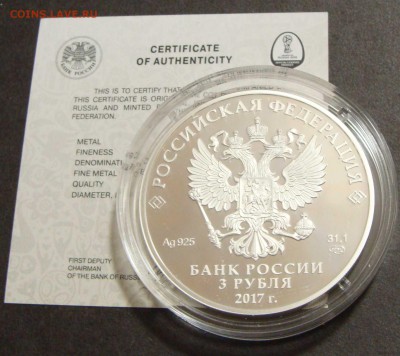 COINS.LAVE.RU
CERTIFICATE
OF AUTHENTICITY
THIS IS TO CERTIFY THAT
THIS CERTIFICATE IS ORIG
RUSSIA AND MINTED
FEDERATION.
METAL
FINENESS
DENOMINATI
FINE METAL
QUALITY
DIAMETER,
FIRST DEPUTY
CHAIRMAN
OF THE BANK OF RUSS
РОССИЙСКАЯ ФЕДЕРАЦИЯ
Ag 925
31.1
БАНК РОССИИ
3 РУБЛЯ
2017 г.